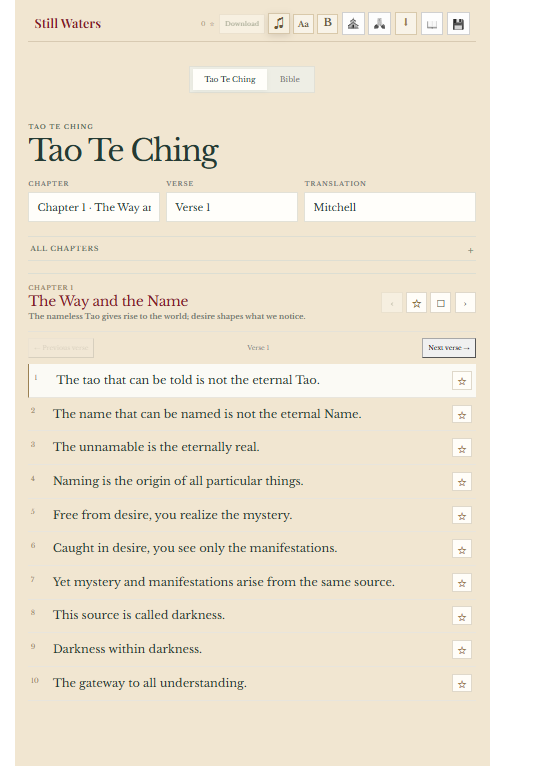 Still Waters
0 ☆ Download Aa B
Tao Te Ching Bible
TAO TE CHING
Tao Te Ching
CHAPTER VERSE TRANSLATION
Chapter 1 · The Way ar Verse 1 Mitchell
ALL CHAPTERS +
CHAPTER 1
The Way and the Name
‹ ☆ □ ›
The nameless Tao gives rise to the world; desire shapes what we notice.
← Previous verse Verse 1 Next verse →
1 The tao that can be told is not the eternal Tao. ☆
2 The name that can be named is not the eternal Name. ☆
3 The unnamable is the eternally real. ☆
4 Naming is the origin of all particular things. ☆
5 Free from desire, you realize the mystery. ☆
6 Caught in desire, you see only the manifestations. ☆
7 Yet mystery and manifestations arise from the same source. ☆
8 This source is called darkness. ☆
9 Darkness within darkness. ☆
10 The gateway to all understanding. ☆